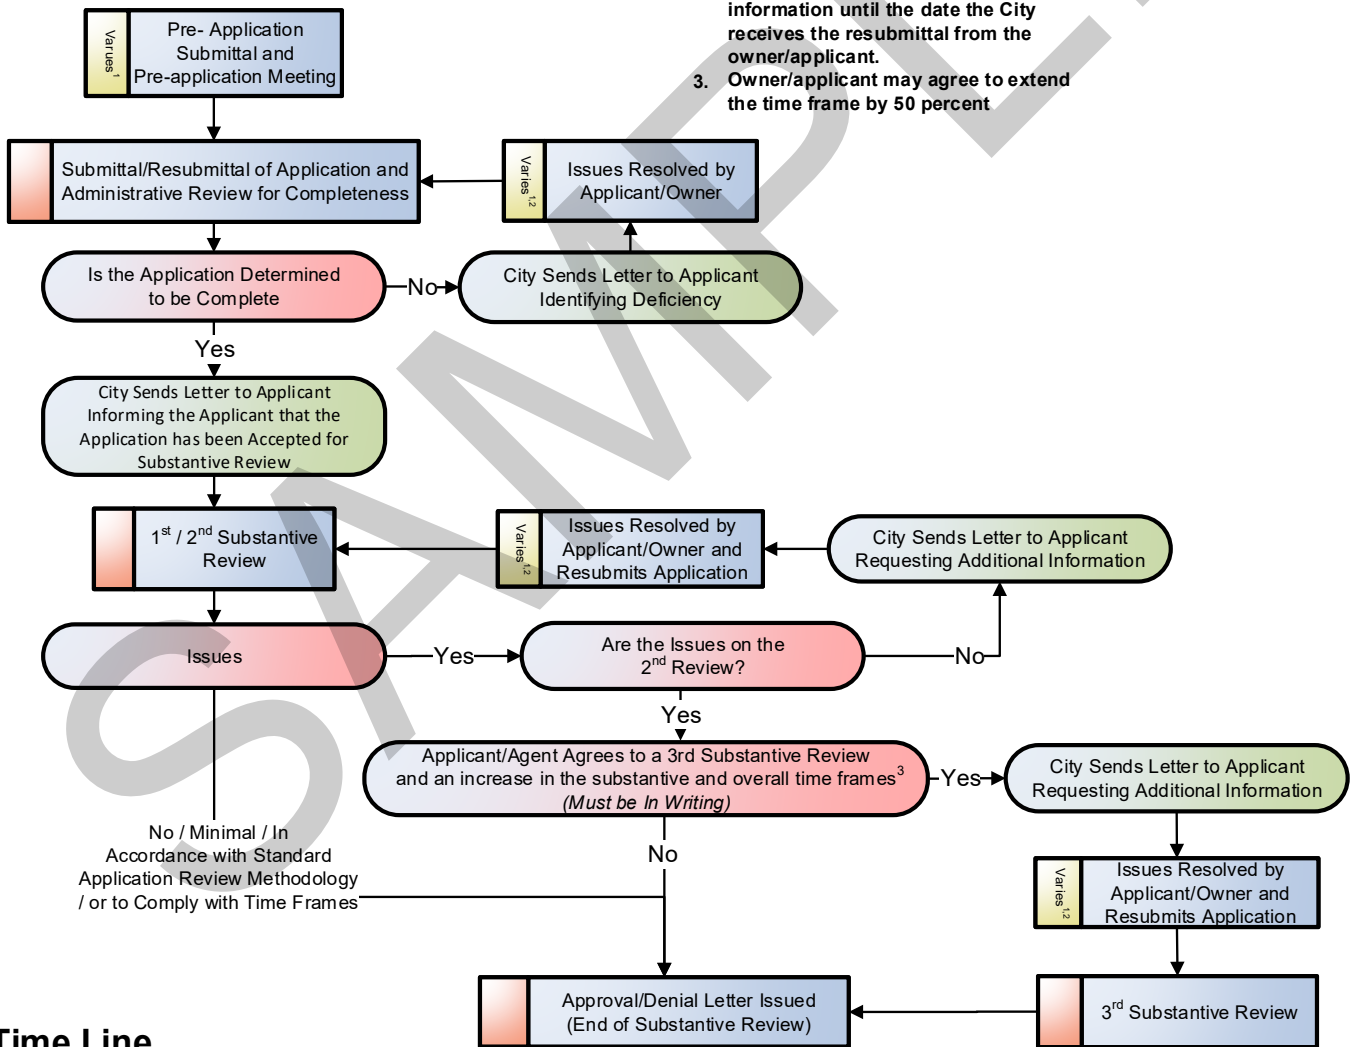 information until the date the City
receives the resubmittal from the
owner/applicant.
3. Owner/applicant may agree to extend
the time frame by 50 percent
Varues¹
Pre- Application
Submittal and
Pre-application Meeting
Submittal/Resubmittal of Application and
Administrative Review for Completeness
Varies¹,²
Issues Resolved by
Applicant/Owner
Is the Application Determined
to be Complete
No
City Sends Letter to Applicant
Identifying Deficiency
Yes
City Sends Letter to Applicant
Informing the Applicant that the
Application has been Accepted for
Substantive Review
1st / 2nd Substantive
Review
Varies¹,²
Issues Resolved by
Applicant/Owner and
Resubmits Application
City Sends Letter to Applicant
Requesting Additional Information
Issues
Yes
Are the Issues on the
2nd Review?
No
Yes
Applicant/Agent Agrees to a 3rd Substantive Review
and an increase in the substantive and overall time frames³
(Must be In Writing)
Yes
City Sends Letter to Applicant
Requesting Additional Information
No / Minimal / In
Accordance with Standard
Application Review Methodology
/ or to Comply with Time Frames
No
Varies¹,²
Issues Resolved by
Applicant/Owner and
Resubmits Application
Approval/Denial Letter Issued
(End of Substantive Review)
3rd Substantive Review
Time Line
SAMPLE